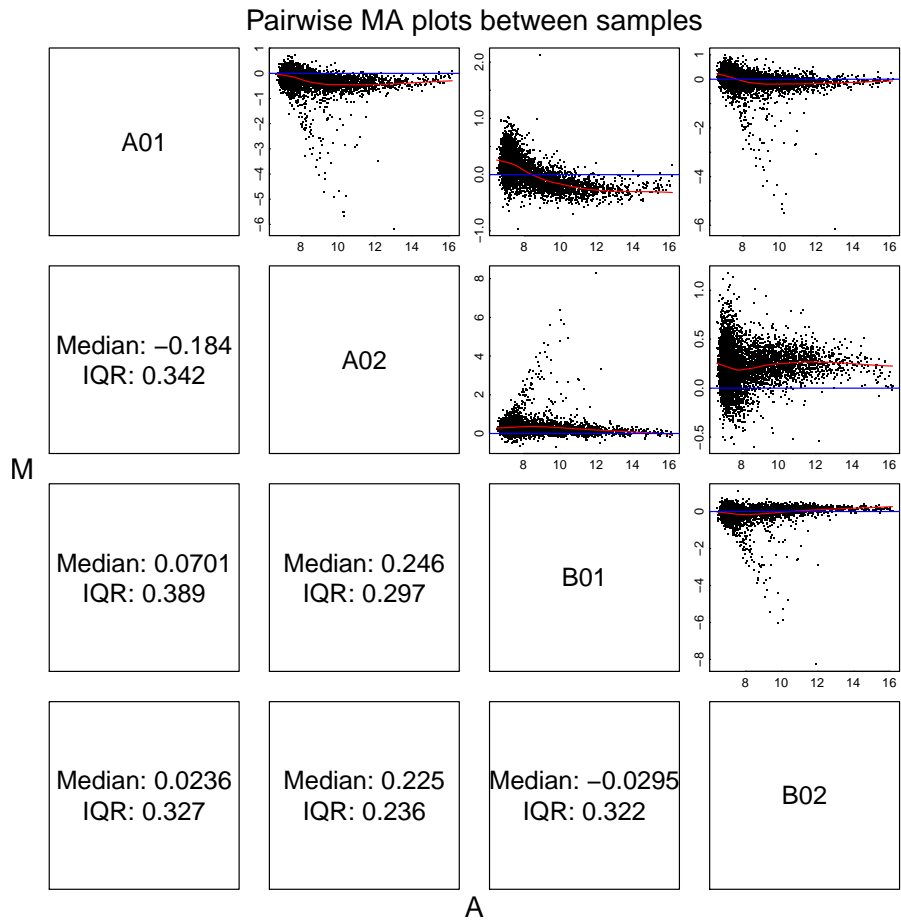 Pairwise MA plots between samples
A01
1
0
−1
−2
−3
−4
−5
−6
8 10 12 14 16
2.0
1.0
0.0
−1.0
8 10 12 14 16
0
−2
−4
−6
8 10 12 14 16
Median: −0.184
IQR: 0.342
A02
8
6
4
2
0
8 10 12 14 16
1.0
0.5
0.0
−0.5
8 10 12 14 16
M
Median: 0.0701
IQR: 0.389
Median: 0.246
IQR: 0.297
B01
0
−2
−4
−6
−8
8 10 12 14 16
Median: 0.0236
IQR: 0.327
Median: 0.225
IQR: 0.236
Median: −0.0295
IQR: 0.322
B02
A